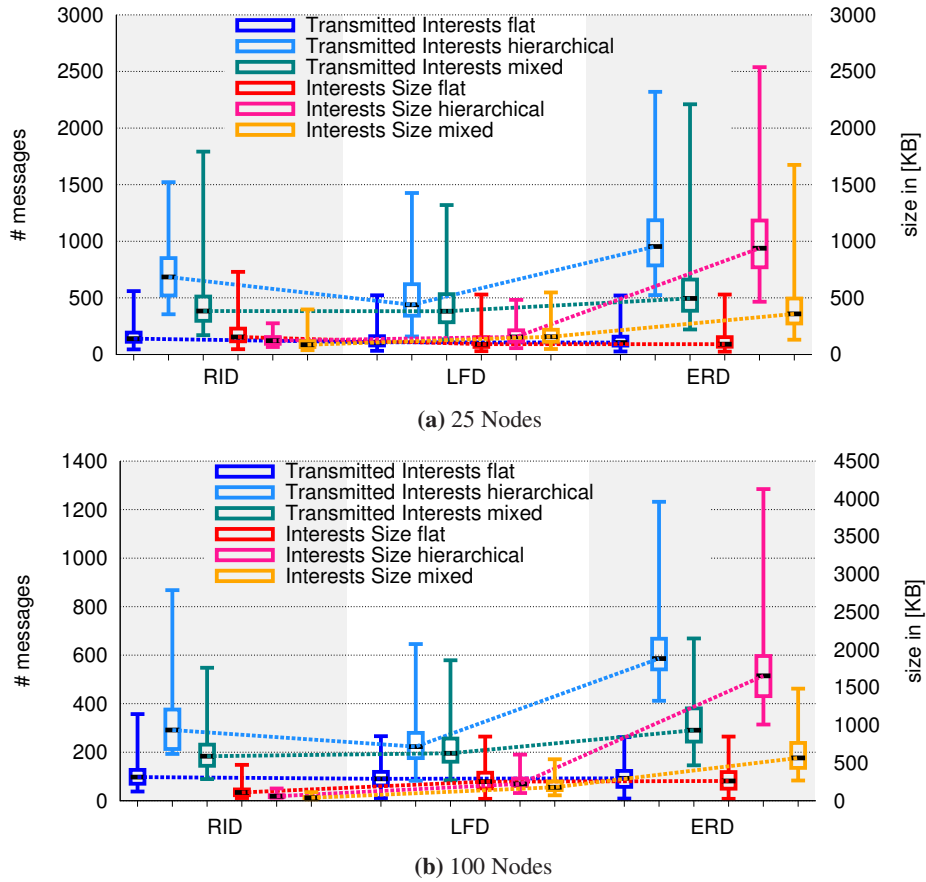 3000
2500
2000
1500
1000
500
0
# messages
Transmitted Interests flat
Transmitted Interests hierarchical
Transmitted Interests mixed
Interests Size flat
Interests Size hierarchical
Interests Size mixed
3000
2500
2000
1500
1000
500
0
size in [KB]
RID LFD ERD
(a) 25 Nodes
1400
1200
1000
800
600
400
200
0
# messages
Transmitted Interests flat
Transmitted Interests hierarchical
Transmitted Interests mixed
Interests Size flat
Interests Size hierarchical
Interests Size mixed
4500
4000
3500
3000
2500
2000
1500
1000
500
0
size in [KB]
RID LFD ERD
(b) 100 Nodes